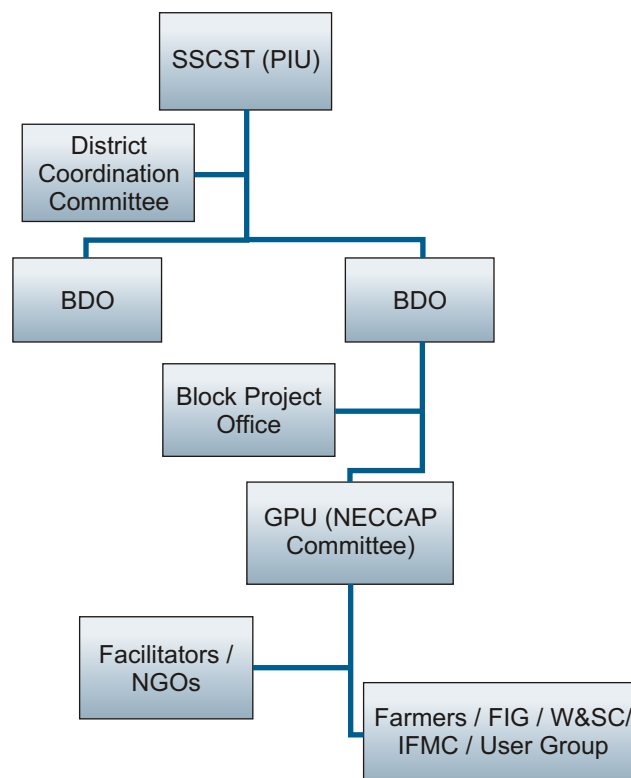 SSCST (PIU)
District
Coordination
Committee
BDO
BDO
Block Project
Office
GPU (NECCAP
Committee)
Facilitators /
NGOs
Farmers / FIG / W&SC/
IFMC / User Group